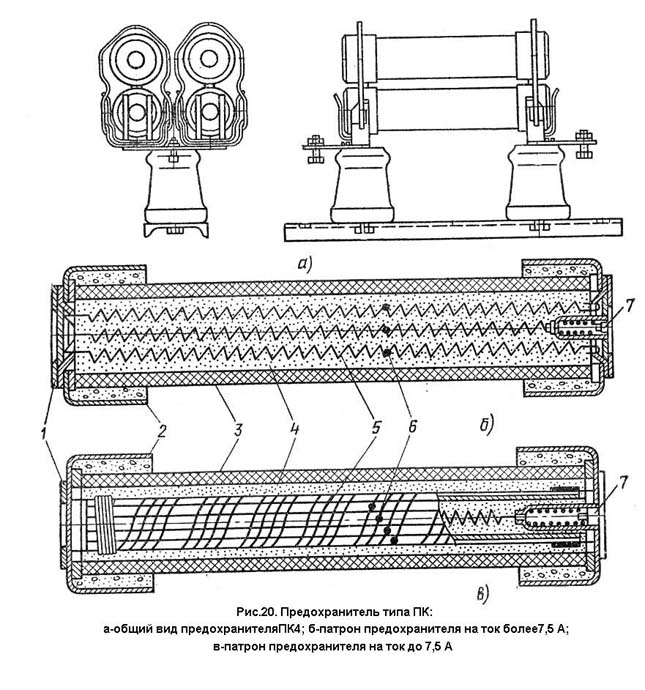 а)
7
1 2 3 4 5 6 б)
7
в)
Рис.20. Предохранитель типа ПК:
а-общий вид предохранителяПК4; б-патрон предохранителя на ток более7,5 А;
в-патрон предохранителя на ток до 7,5 А